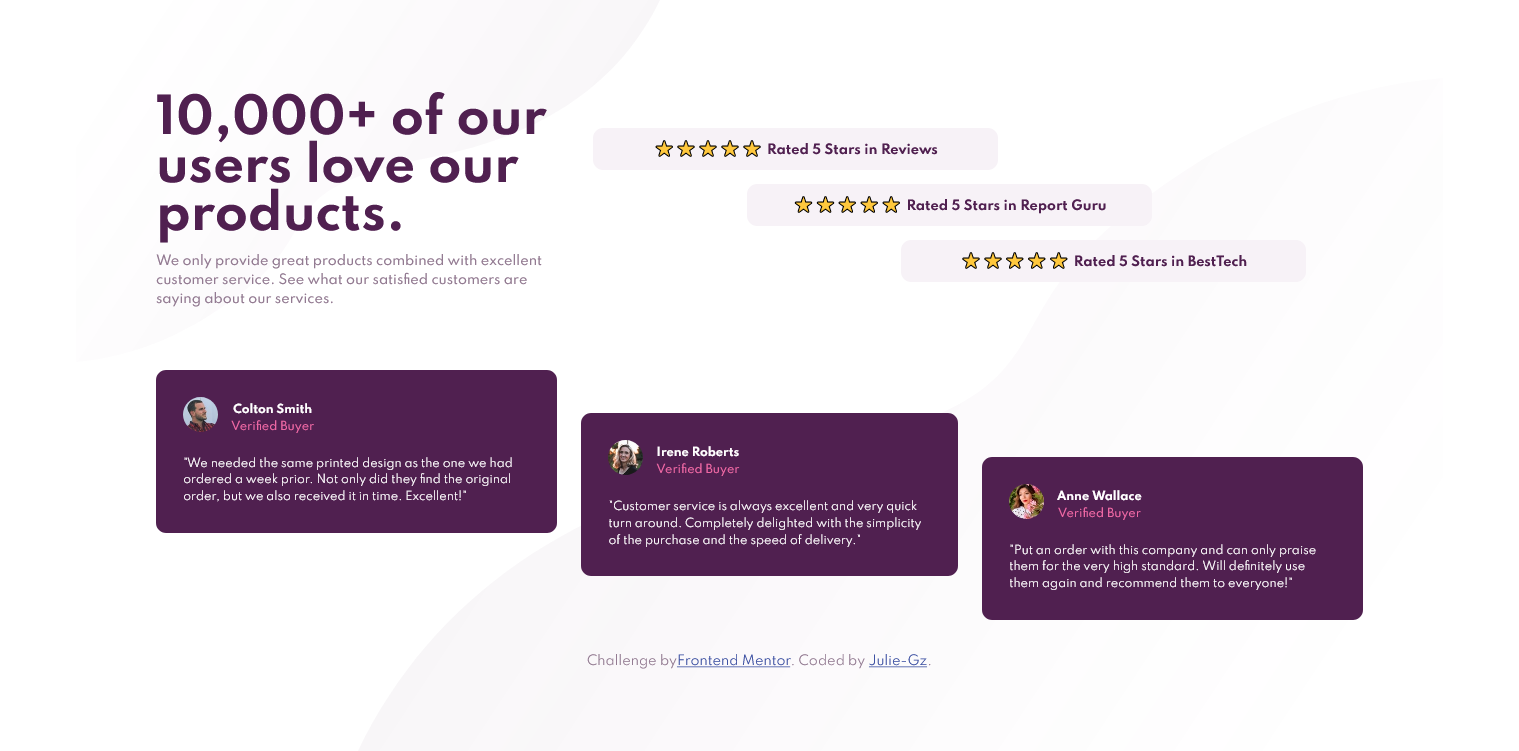 10,000+ of our
users love our
products.
We only provide great products combined with excellent
customer service. See what our satisfied customers are
saying about our services.
Rated 5 Stars in Reviews
Rated 5 Stars in Report Guru
Rated 5 Stars in BestTech
Colton Smith
Verified Buyer
"We needed the same printed design as the one we had
ordered a week prior. Not only did they find the original
order, but we also received it in time. Excellent!"
Irene Roberts
Verified Buyer
"Customer service is always excellent and very quick
turn around. Completely delighted with the simplicity
of the purchase and the speed of delivery."
Anne Wallace
Verified Buyer
"Put an order with this company and can only praise
them for the very high standard. Will definitely use
them again and recommend them to everyone!"
Challenge byFrontend Mentor. Coded by Julie-Gz.